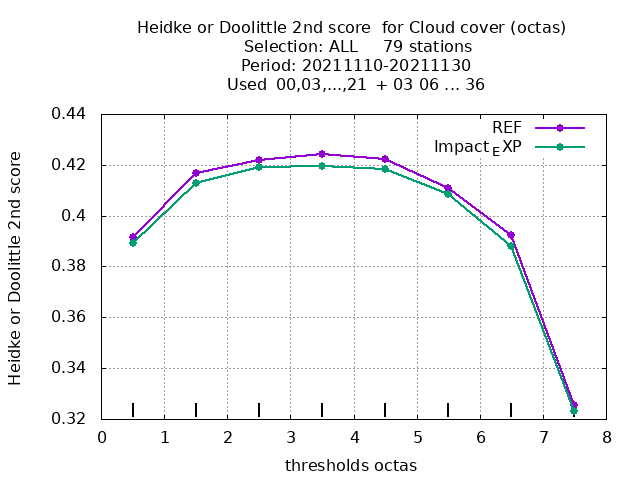 Heidke or Doolittle 2nd score  for Cloud cover (octas)
Selection: ALL     79 stations
Period: 20211110-20211130
Used  00,03,...,21  + 03 06 ... 36
Heidke or Doolittle 2nd score
0.44
0.42
0.4
0.38
0.36
0.34
0.32
REF
Impact_EXP
0 1 2 3 4 5 6 7 8
thresholds octas